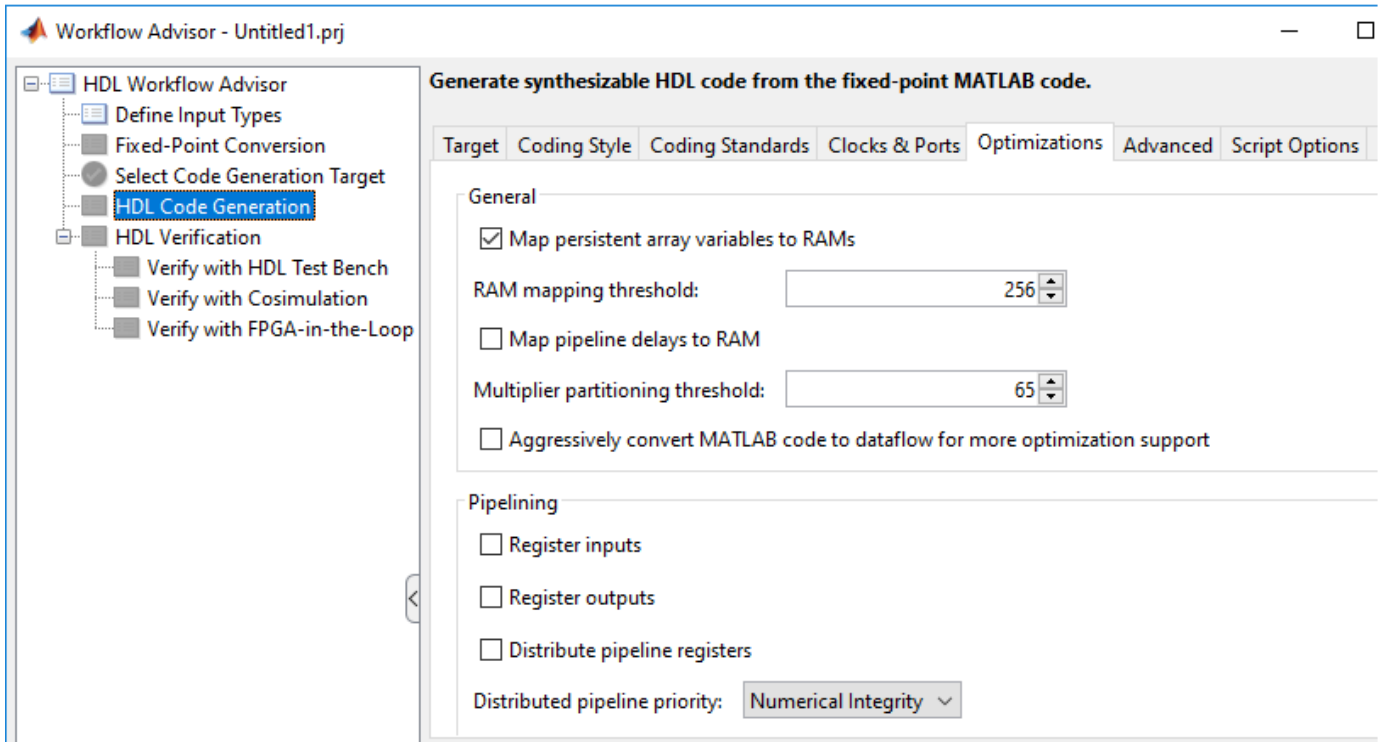 Workflow Advisor - Untitled1.prj
HDL Workflow Advisor
Define Input Types
Fixed-Point Conversion
Select Code Generation Target
HDL Code Generation
HDL Verification
Verify with HDL Test Bench
Verify with Cosimulation
Verify with FPGA-in-the-Loop
Generate synthesizable HDL code from the fixed-point MATLAB code.
Target Coding Style Coding Standards Clocks & Ports Optimizations Advanced Script Options
General
Map persistent array variables to RAMs
RAM mapping threshold: 256
Map pipeline delays to RAM
Multiplier partitioning threshold: 65
Aggressively convert MATLAB code to dataflow for more optimization support
Pipelining
Register inputs
Register outputs
Distribute pipeline registers
Distributed pipeline priority: Numerical Integrity